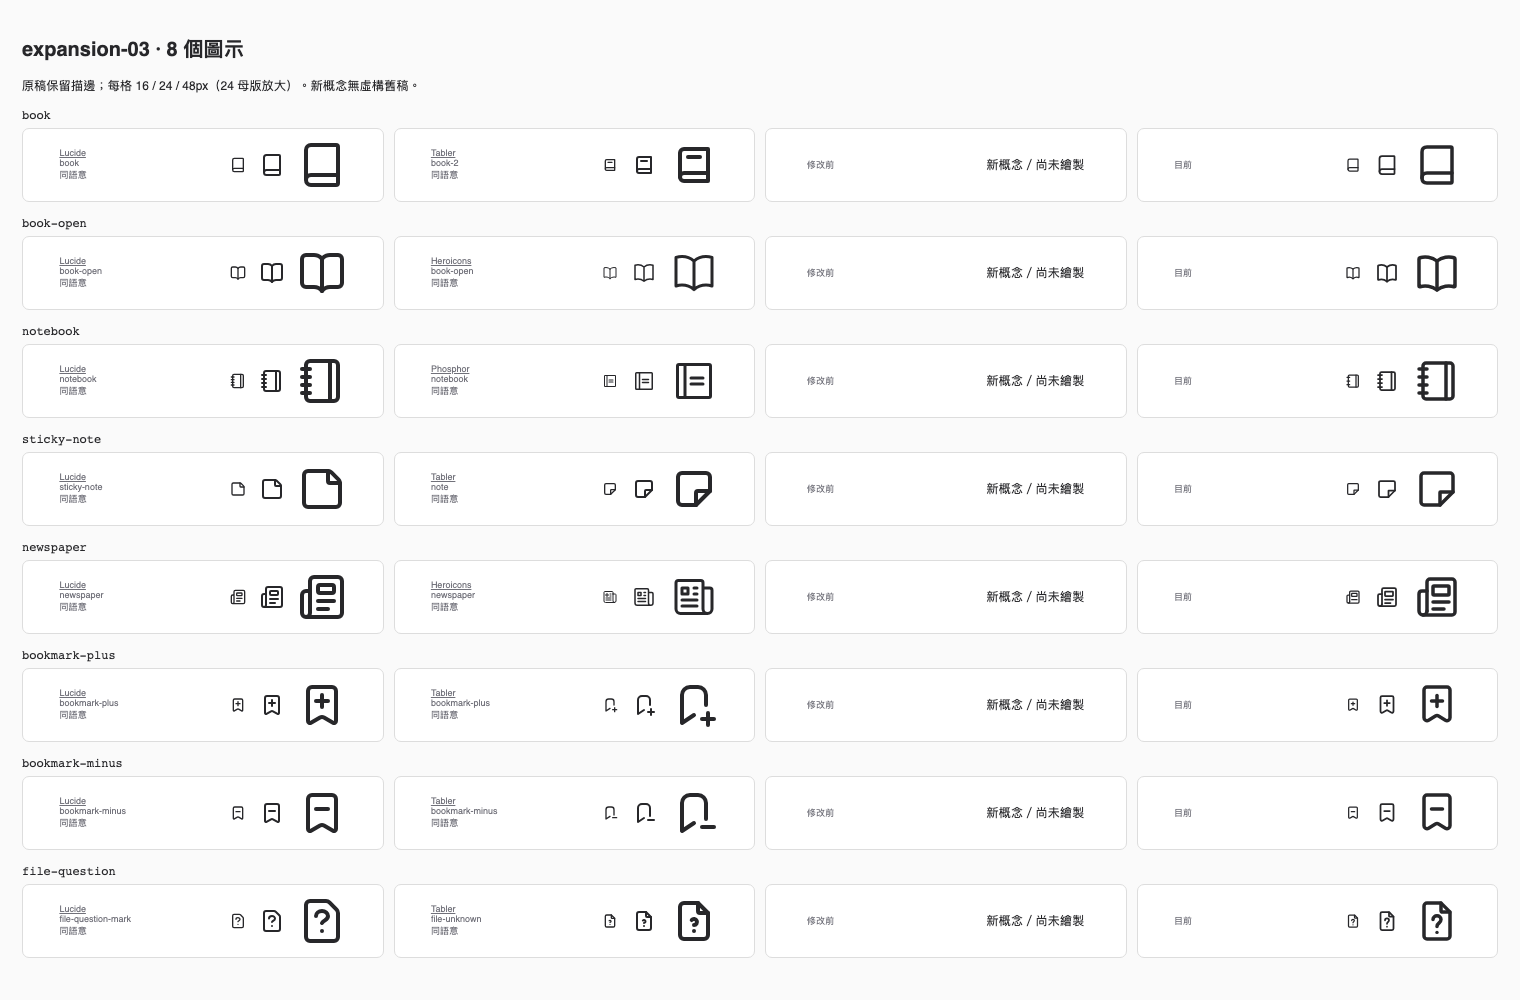 expansion-03 · 8 個圖示
原稿保留描邊；每格 16 / 24 / 48px（24 母版放大）。新概念無虛構舊稿。
book
Lucide
book
同語意
Tabler
book-2
同語意
修改前
新概念 / 尚未繪製
目前
book-open
Lucide
book-open
同語意
Heroicons
book-open
同語意
修改前
新概念 / 尚未繪製
目前
notebook
Lucide
notebook
同語意
Phosphor
notebook
同語意
修改前
新概念 / 尚未繪製
目前
sticky-note
Lucide
sticky-note
同語意
Tabler
note
同語意
修改前
新概念 / 尚未繪製
目前
newspaper
Lucide
newspaper
同語意
Heroicons
newspaper
同語意
修改前
新概念 / 尚未繪製
目前
bookmark-plus
Lucide
bookmark-plus
同語意
Tabler
bookmark-plus
同語意
修改前
新概念 / 尚未繪製
目前
bookmark-minus
Lucide
bookmark-minus
同語意
Tabler
bookmark-minus
同語意
修改前
新概念 / 尚未繪製
目前
file-question
Lucide
file-question-mark
同語意
Tabler
file-unknown
同語意
修改前
新概念 / 尚未繪製
目前